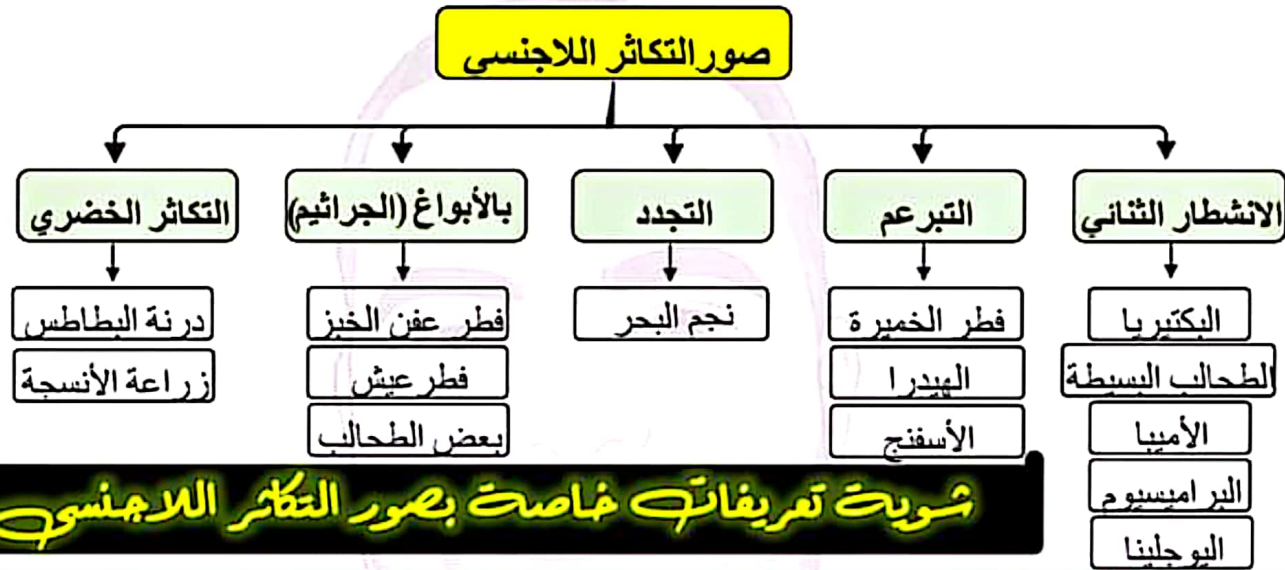 صور التكاثر اللاجنسي
الانشطار الثنائي
البكتيريا
الطحالب البسيطة
الأميبا
البراميسيوم
اليوجلينا
التبرعم
فطر الخميرة
الهيدرا
الأسفنج
التجدد
نجم البحر
بالأبواغ (الجراثيم)
فطر عفن الخبز
فطر عيش
بعض الطحالب
التكاثر الخضري
درنة البطاطس
زراعة الأنسجة
شوية تعريفات خاصة بصور التكاثر اللاجنسى